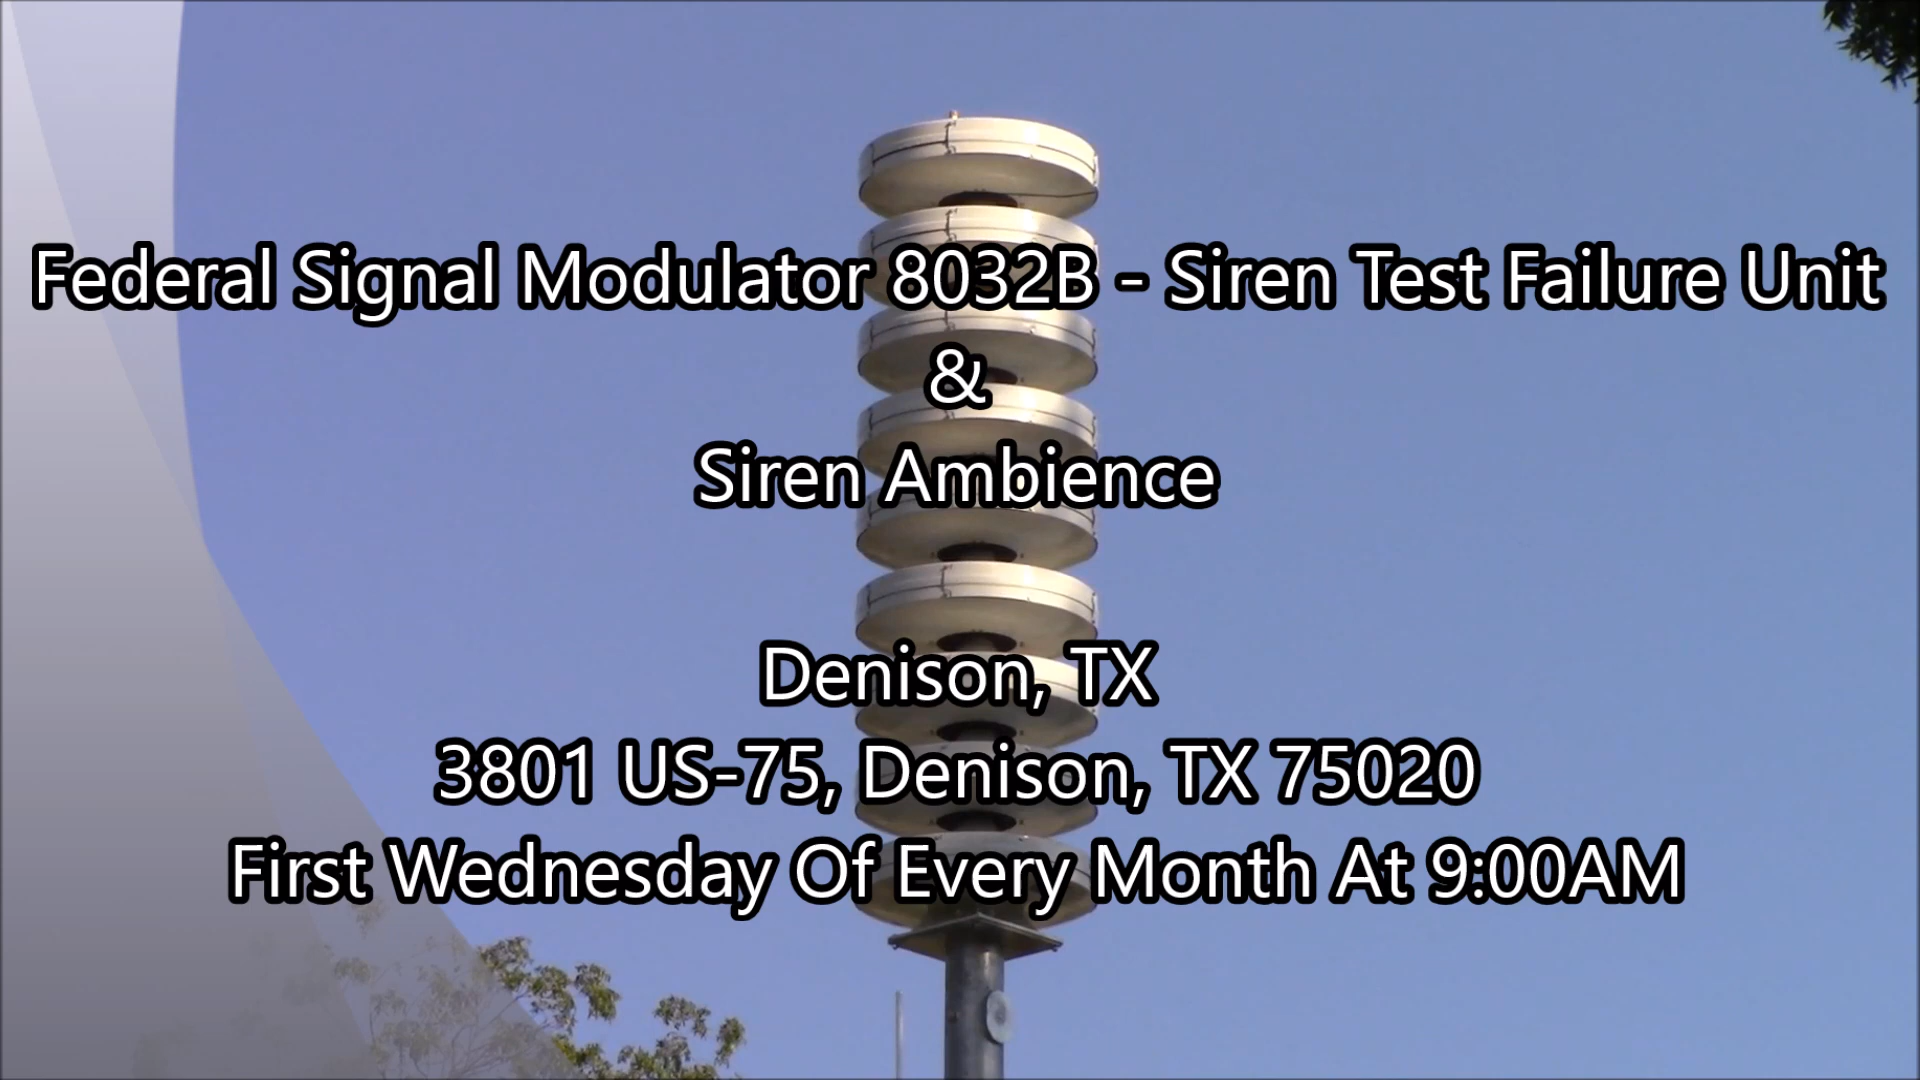 Federal Signal Modulator 8032B - Siren Test Failure Unit
&
Siren Ambience
Denison, TX
3801 US-75, Denison, TX 75020
First Wednesday Of Every Month At 9:00AM